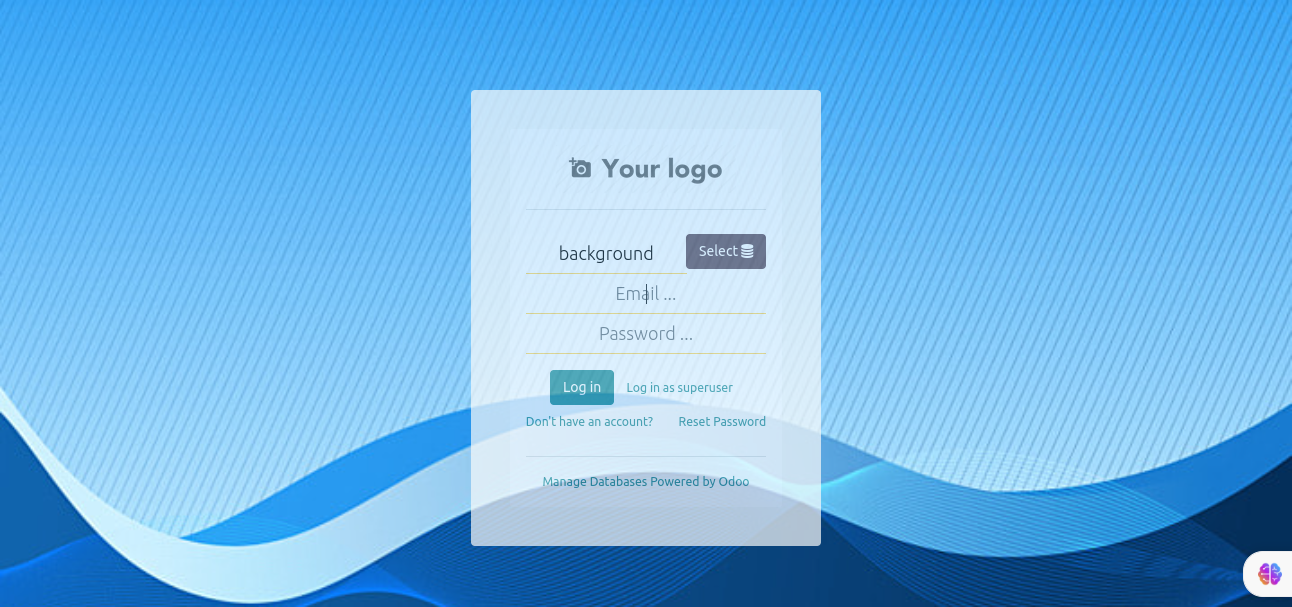 Your logo
background
Select
Email ...
Password ...
Log in
Log in as superuser
Don't have an account?
Reset Password
Manage Databases Powered by Odoo